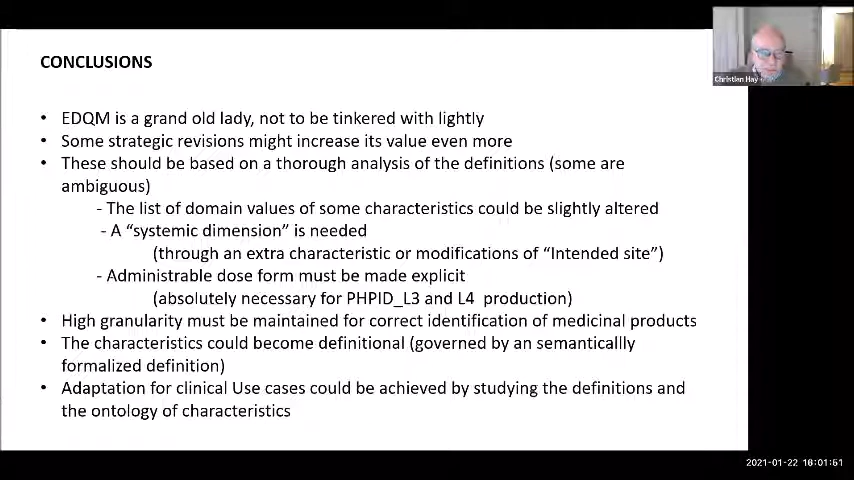 Christian Hay
CONCLUSIONS
• EDQM is a grand old lady, not to be tinkered with lightly
• Some strategic revisions might increase its value even more
• These should be based on a thorough analysis of the definitions (some are
ambiguous)
- The list of domain values of some characteristics could be slightly altered
- A “systemic dimension” is needed
(through an extra characteristic or modifications of “Intended site”)
- Administrable dose form must be made explicit
(absolutely necessary for PHPID_L3 and L4 production)
• High granularity must be maintained for correct identification of medicinal products
• The characteristics could become definitional (governed by an semanticallly
formalized definition)
• Adaptation for clinical Use cases could be achieved by studying the definitions and
the ontology of characteristics
2021-01-22 18:01:51